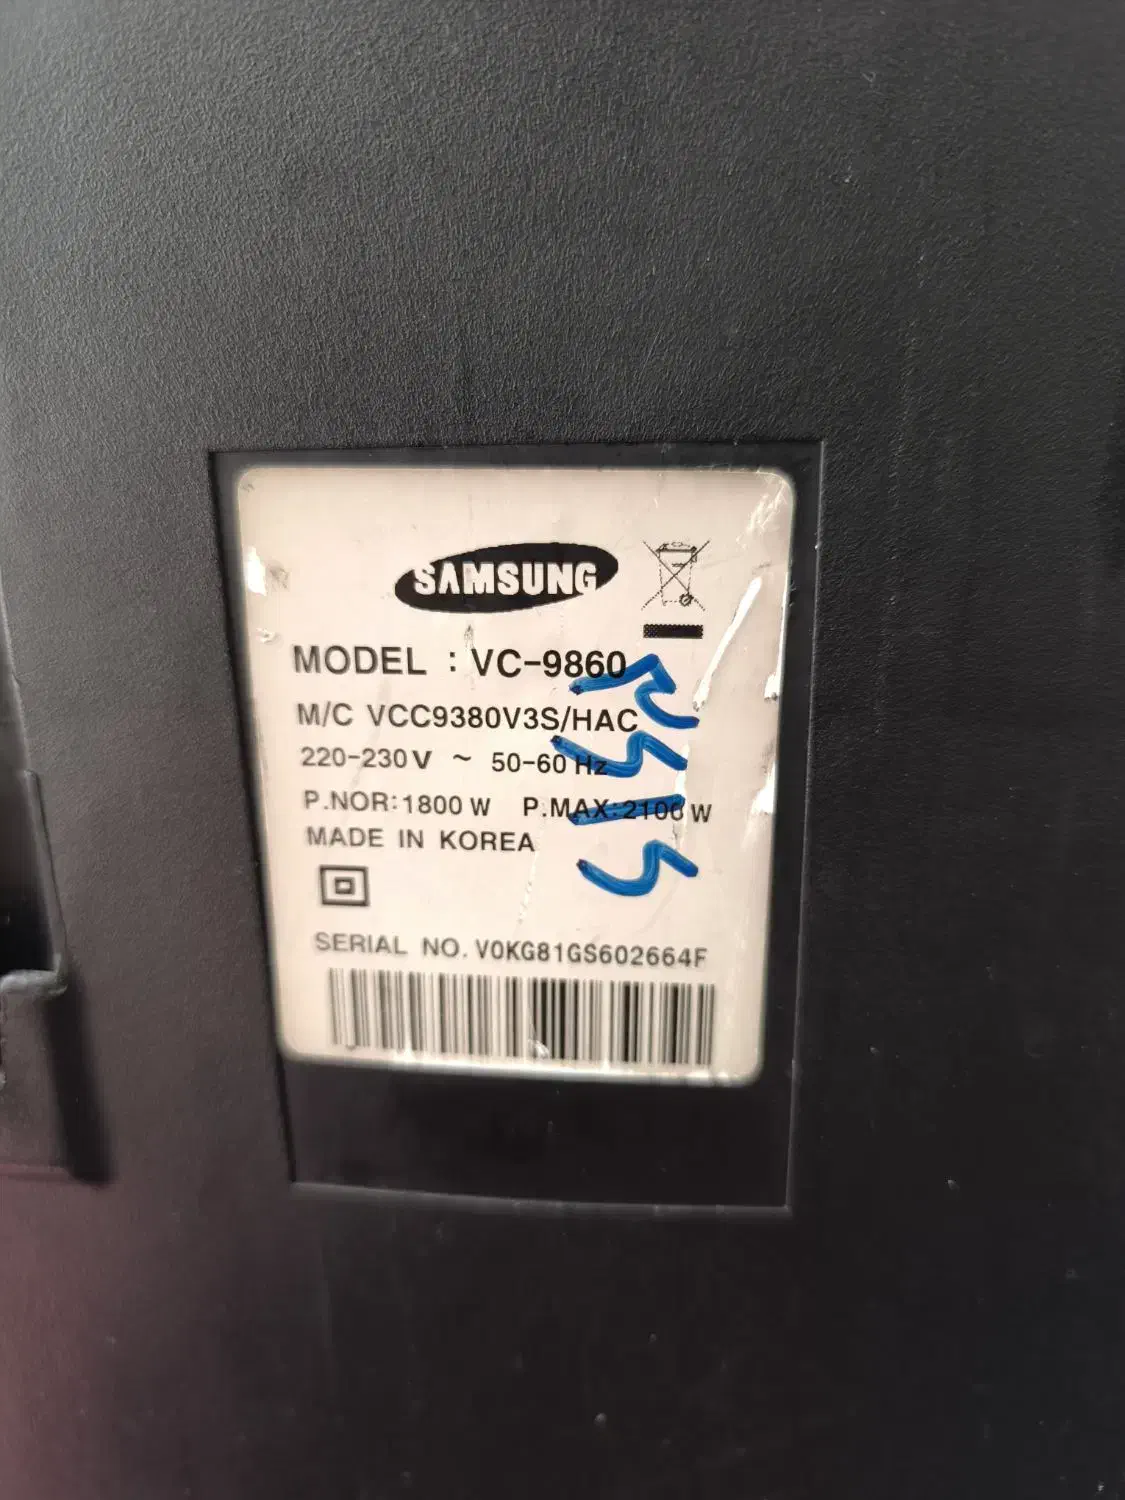 SAMSUNG
MODEL : VC-9860
M/C VCC9380V3S/HAC
220-230V ~ 50-60 Hz
P.NOR:1800 W P.MAX:2100 W
MADE IN KOREA
SERIAL NO. V0KG81GS602664F